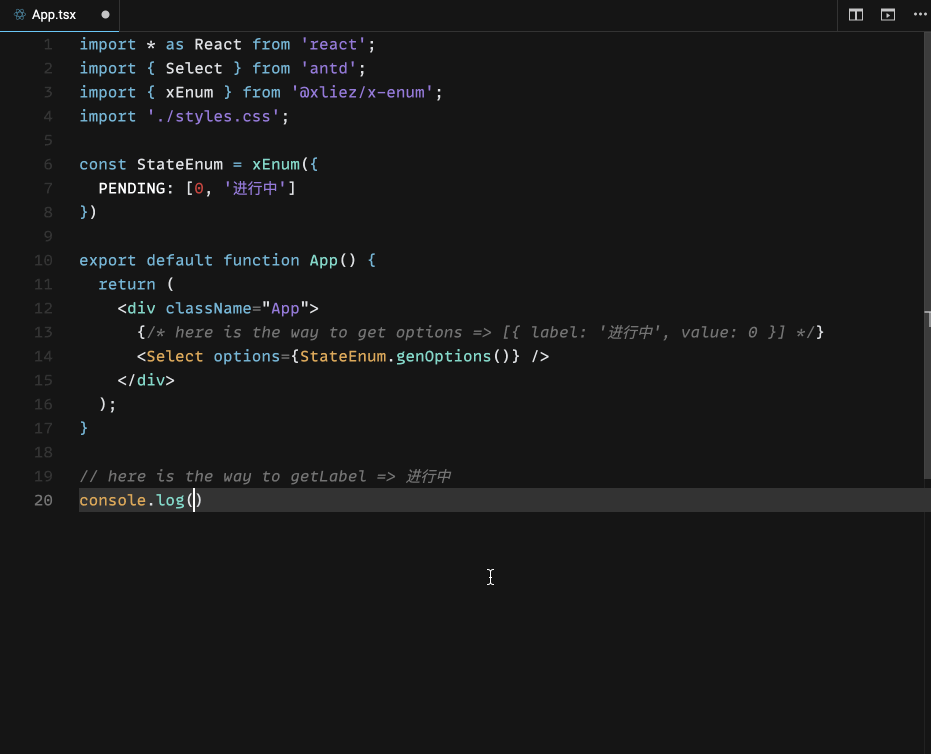 App.tsx
1 import * as React from 'react';
2 import { Select } from 'antd';
3 import { xEnum } from '@xliez/x-enum';
4 import './styles.css';
5
6 const StateEnum = xEnum({
7   PENDING: [0, '进行中']
8 })
9
10 export default function App() {
11   return (
12     <div className="App">
13       {/* here is the way to get options => [{ label: '进行中', value: 0 }] */}
14       <Select options={StateEnum.genOptions()} />
15     </div>
16   );
17 }
18
19 // here is the way to getLabel => 进行中
20 console.log()